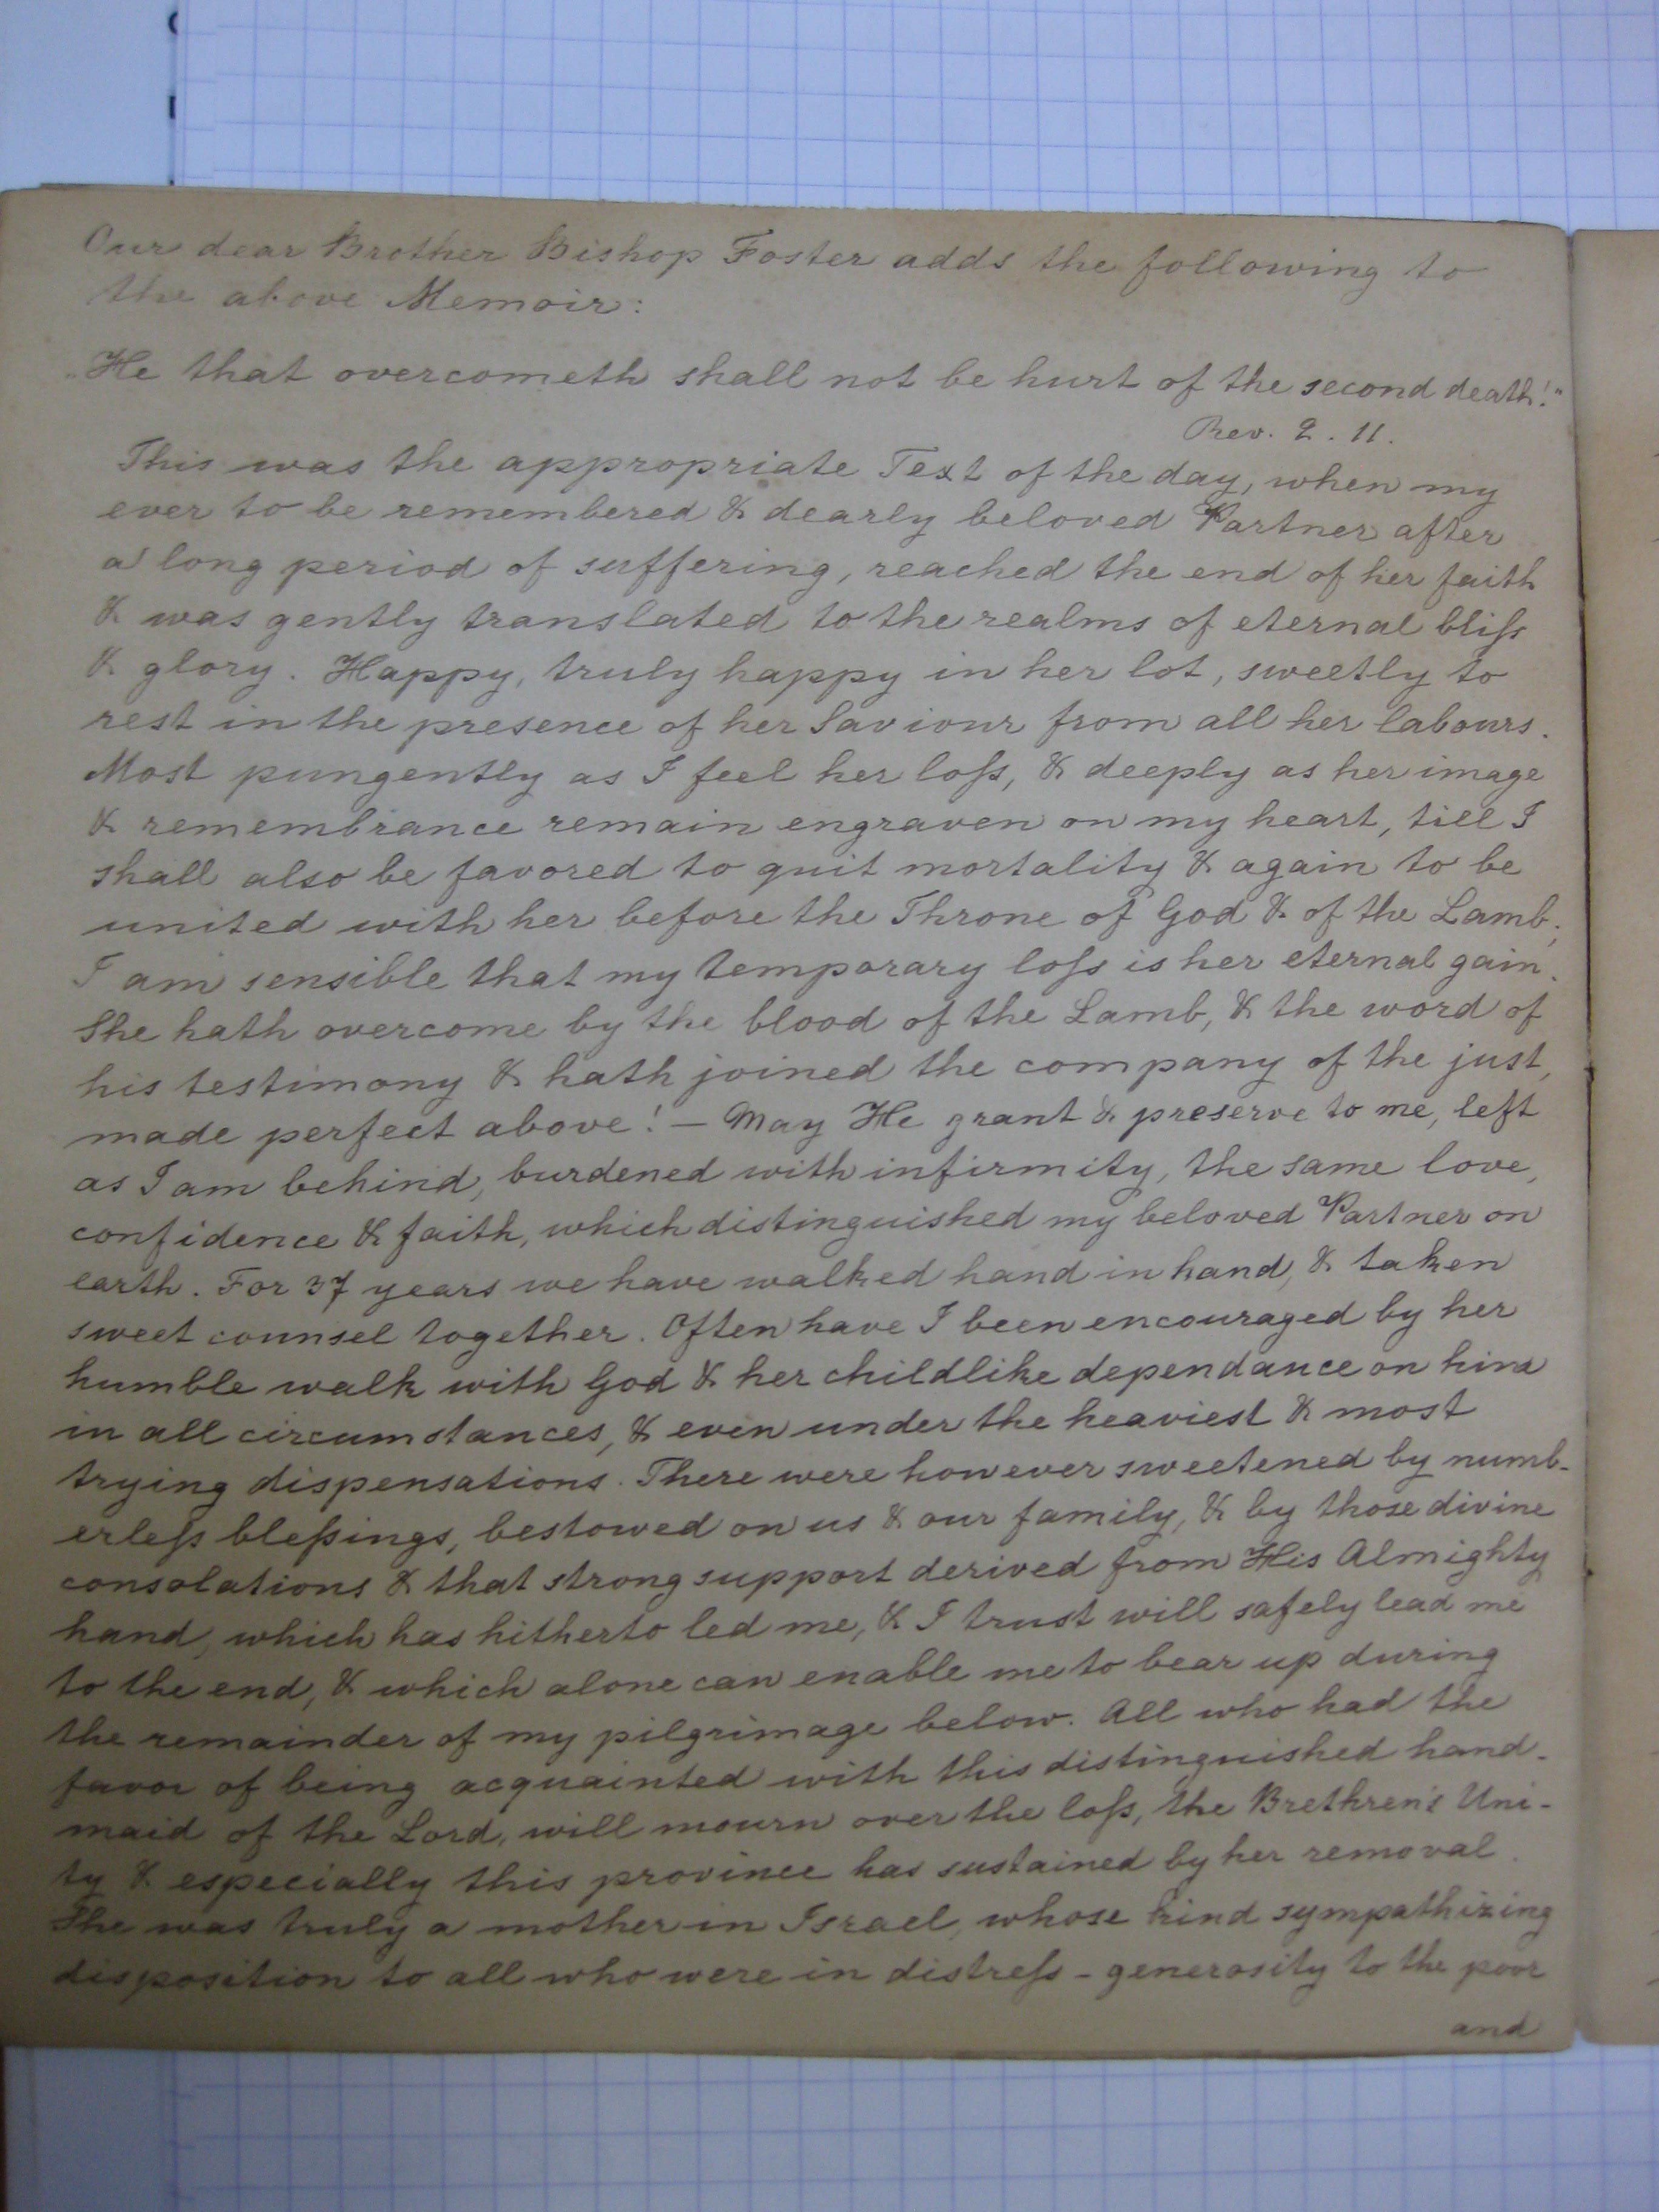 Our dear Brother Bishop Foster adds the following to
the above Memoir:
„He that overcometh shall not be hurt of the second death!"
Rev. 2. 11.
This was the appropriate Text of the day, when my
ever to be remembered & dearly beloved Partner after
a long period of suffering, reached the end of her faith
& was gently translated to the realms of eternal bliſs
& glory. Happy, truly happy in her lot, sweetly to
rest in the presence of her Saviour from all her labours.
Most pungently as I feel her loſs, & deeply as her image
& remembrance remain engraven on my heart, till I
shall also be favored to quit mortality & again to be
united with her before the Throne of God & of the Lamb;
I am sensible that my temporary loſs is her eternal gain.
She hath overcome by the blood of the Lamb, & the word of
his testimony & hath joined the company of the just,
made perfect above! – May He grant & preserve to me, left
as I am behind, burdened with infirmity, the same love,
confidence & faith, which distinguished my beloved Partner on
earth. For 37 years we have walked hand in hand, & taken
sweet counsel together. Often have I been encouraged by her
humble walk with God & her childlike dependance on him
in all circumstances, & even under the heaviest & most
trying dispensations. There were however sweetened by numb-
erleſs bleſsings, bestowed on us & our family, & by those divine
consolations & that strong support derived from His Almighty
hand, which has hitherto led me, & I trust will safely lead me
to the end, & which alone can enable me to bear up during
the remainder of my pilgrimage below. All who had the
favor of being acquainted with this distinguished hand-
maid of the Lord, will mourn over the loſs, the Brethren's Uni-
ty & especially this province has sustained by her removal.
She was truly a mother in Israel, whose kind sympathizing
disposition to all who were in distreſs – generosity to the poor
and